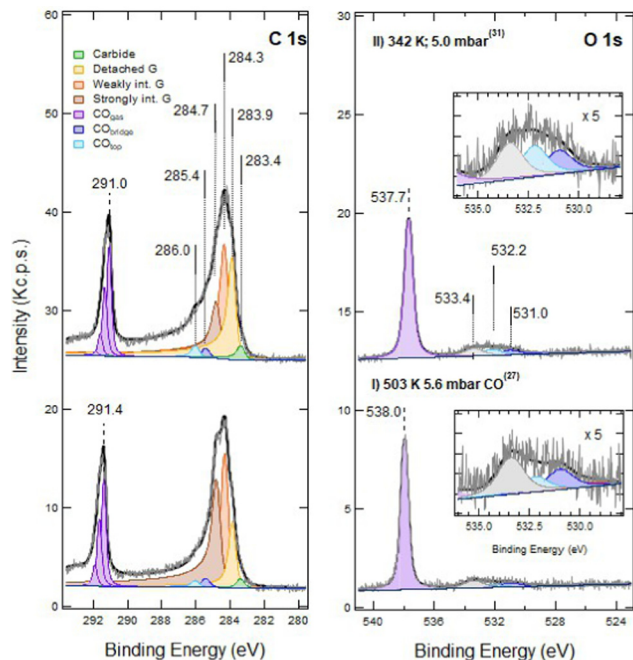 C 1s
Carbide
Detached G
Weakly int. G
Strongly int. G
CO_gas
CO_bridge
CO_top
284.3
284.7
283.9
283.4
285.4
286.0
291.0
291.4
60
40
30
20
20
10
0
292
290
288
286
284
282
280
Intensity (Kc.p.s.)
Binding Energy (eV)
O 1s
II) 342 K; 5.0 mbar(31)
x 5
535.0
532.5
530.0
537.7
532.2
533.4
531.0
I) 503 K 5.6 mbar CO(27)
538.0
x 5
535.0
532.5
530.0
Binding Energy (eV)
30
20
10
10
5
0
540
536
532
528
524
Binding Energy (eV)